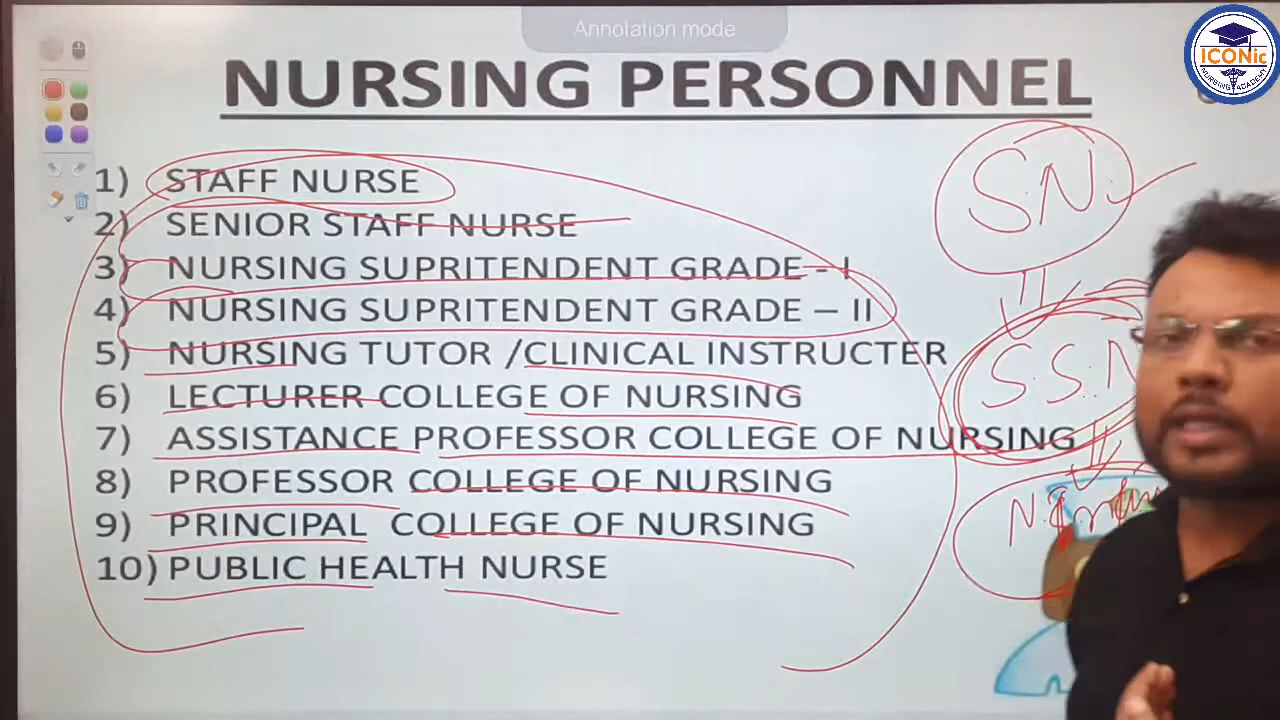 Annotation mode
ICONic
NURSING ACADEMY
NURSING PERSONNEL
1) STAFF NURSE
2) SENIOR STAFF NURSE
3) NURSING SUPRITENDENT GRADE - I
4) NURSING SUPRITENDENT GRADE – II
5) NURSING TUTOR /CLINICAL INSTRUCTER
6) LECTURER COLLEGE OF NURSING
7) ASSISTANCE PROFESSOR COLLEGE OF NURSING
8) PROFESSOR COLLEGE OF NURSING
9) PRINCIPAL COLLEGE OF NURSING
10) PUBLIC HEALTH NURSE
SN
S.S.N